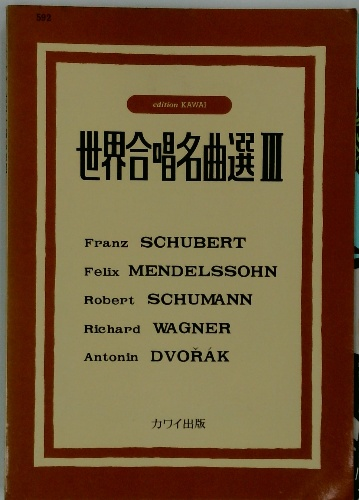 503
edition KAWAI
世界合唱名曲選 III
Franz SCHUBERT
Felix MENDELSSOHN
Robert SCHUMANN
Richard WAGNER
Antonin DVOŘÁK
カワイ出版